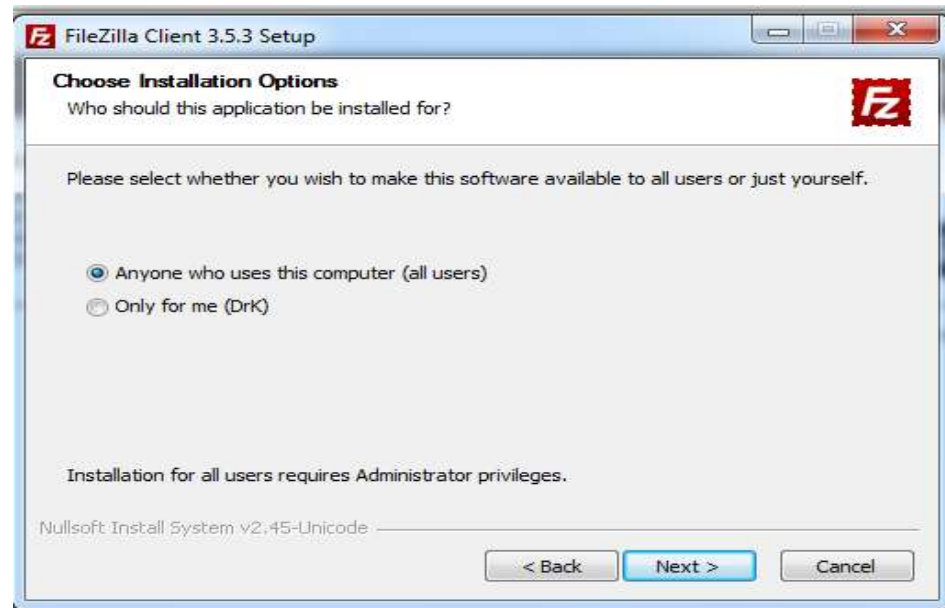 FileZilla Client 3.5.3 Setup
Choose Installation Options
Who should this application be installed for?
Fz
Please select whether you wish to make this software available to all users or just yourself.
Anyone who uses this computer (all users)
Only for me (DrK)
Installation for all users requires Administrator privileges.
Nullsoft Install System v2.45-Unicode
< Back Next > Cancel